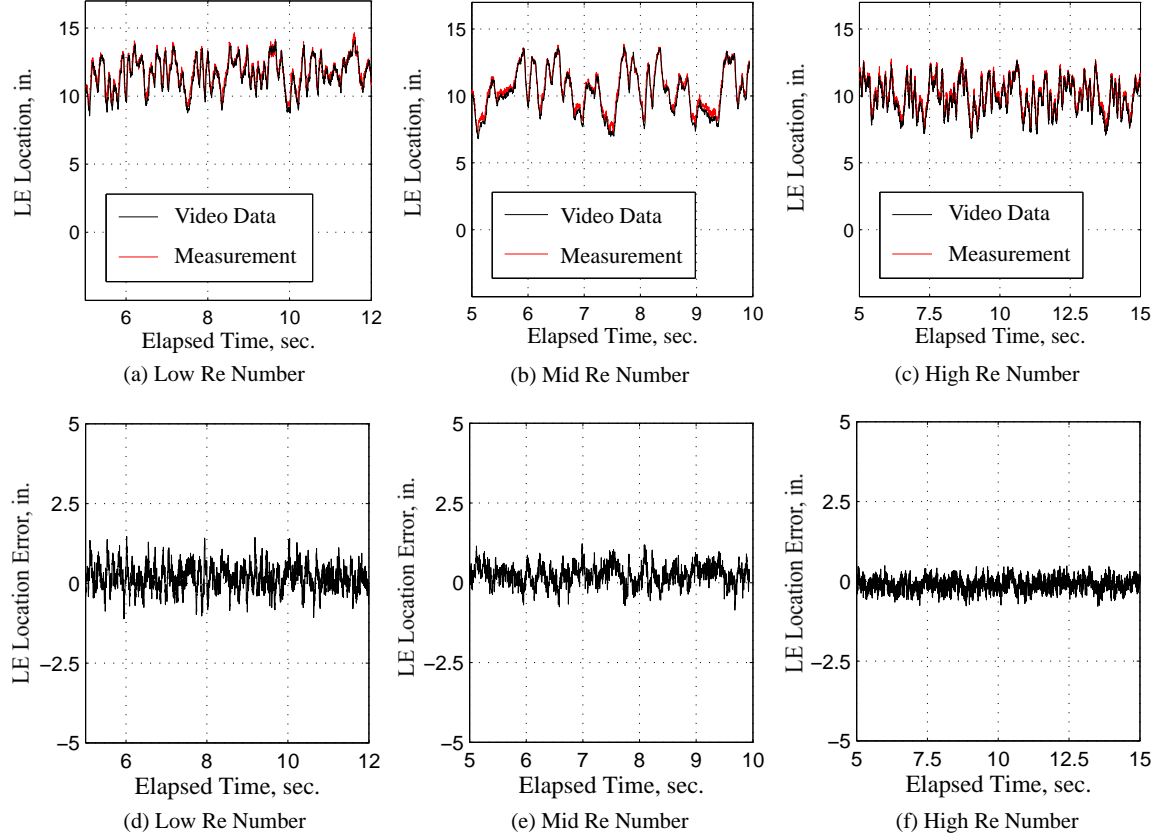 15
10
5
0
LE Location, in.
Video Data
Measurement
6
8
10
12
Elapsed Time, sec.
(a) Low Re Number
15
10
5
0
LE Location, in.
Video Data
Measurement
5
6
7
8
9
10
Elapsed Time, sec.
(b) Mid Re Number
15
10
5
0
LE Location, in.
Video Data
Measurement
5
7.5
10
12.5
15
Elapsed Time, sec.
(c) High Re Number
5
2.5
0
−2.5
−5
LE Location Error, in.
6
8
10
12
Elapsed Time, sec.
(d) Low Re Number
5
2.5
0
−2.5
−5
LE Location Error, in.
5
6
7
8
9
10
Elapsed Time, sec.
(e) Mid Re Number
5
2.5
0
−2.5
−5
LE Location Error, in.
5
7.5
10
12.5
15
Elapsed Time, sec.
(f) High Re Number